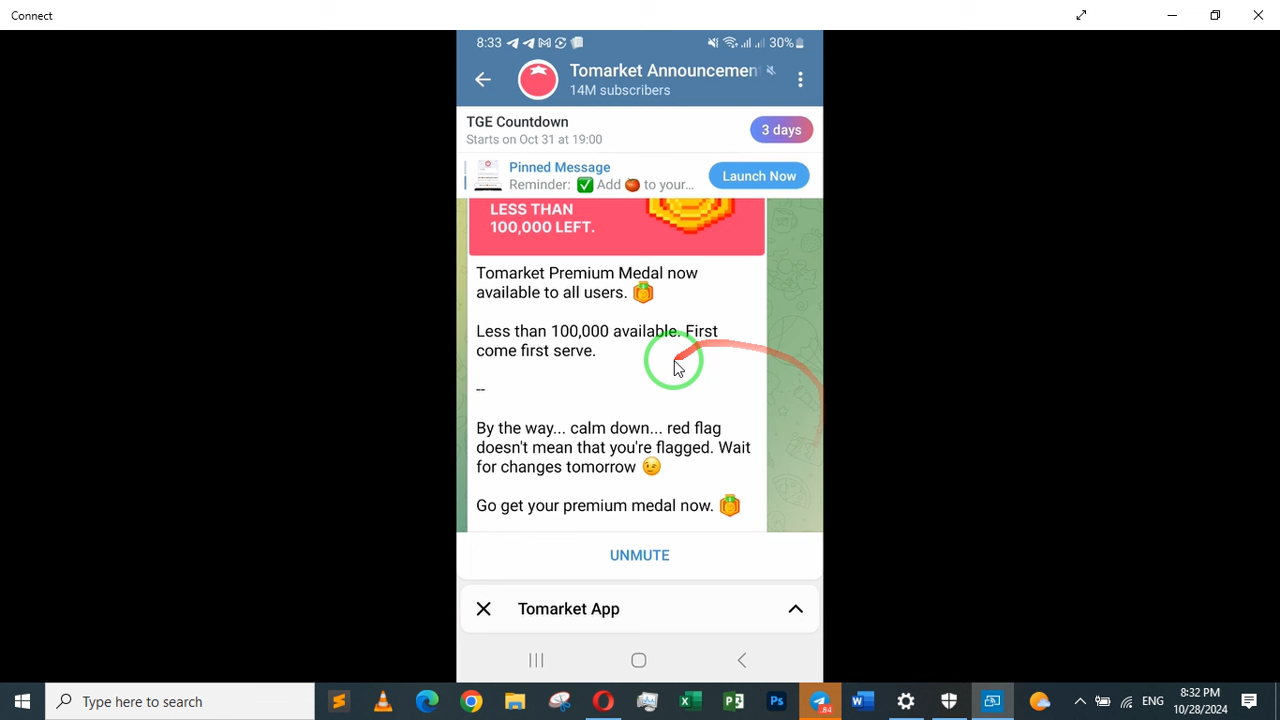 Connect
8:33
30%
Tomarket Announcemen
14M subscribers
TGE Countdown
Starts on Oct 31 at 19:00
3 days
Pinned Message
Reminder: ✅ Add 🍅 to your...
Launch Now
LESS THAN
100,000 LEFT.
Tomarket Premium Medal now
available to all users.
Less than 100,000 available. First
come first serve.
--
By the way... calm down... red flag
doesn't mean that you're flagged. Wait
for changes tomorrow 😉
Go get your premium medal now.
UNMUTE
Tomarket App
Type here to search
84
ENG
8:32 PM
10/28/2024